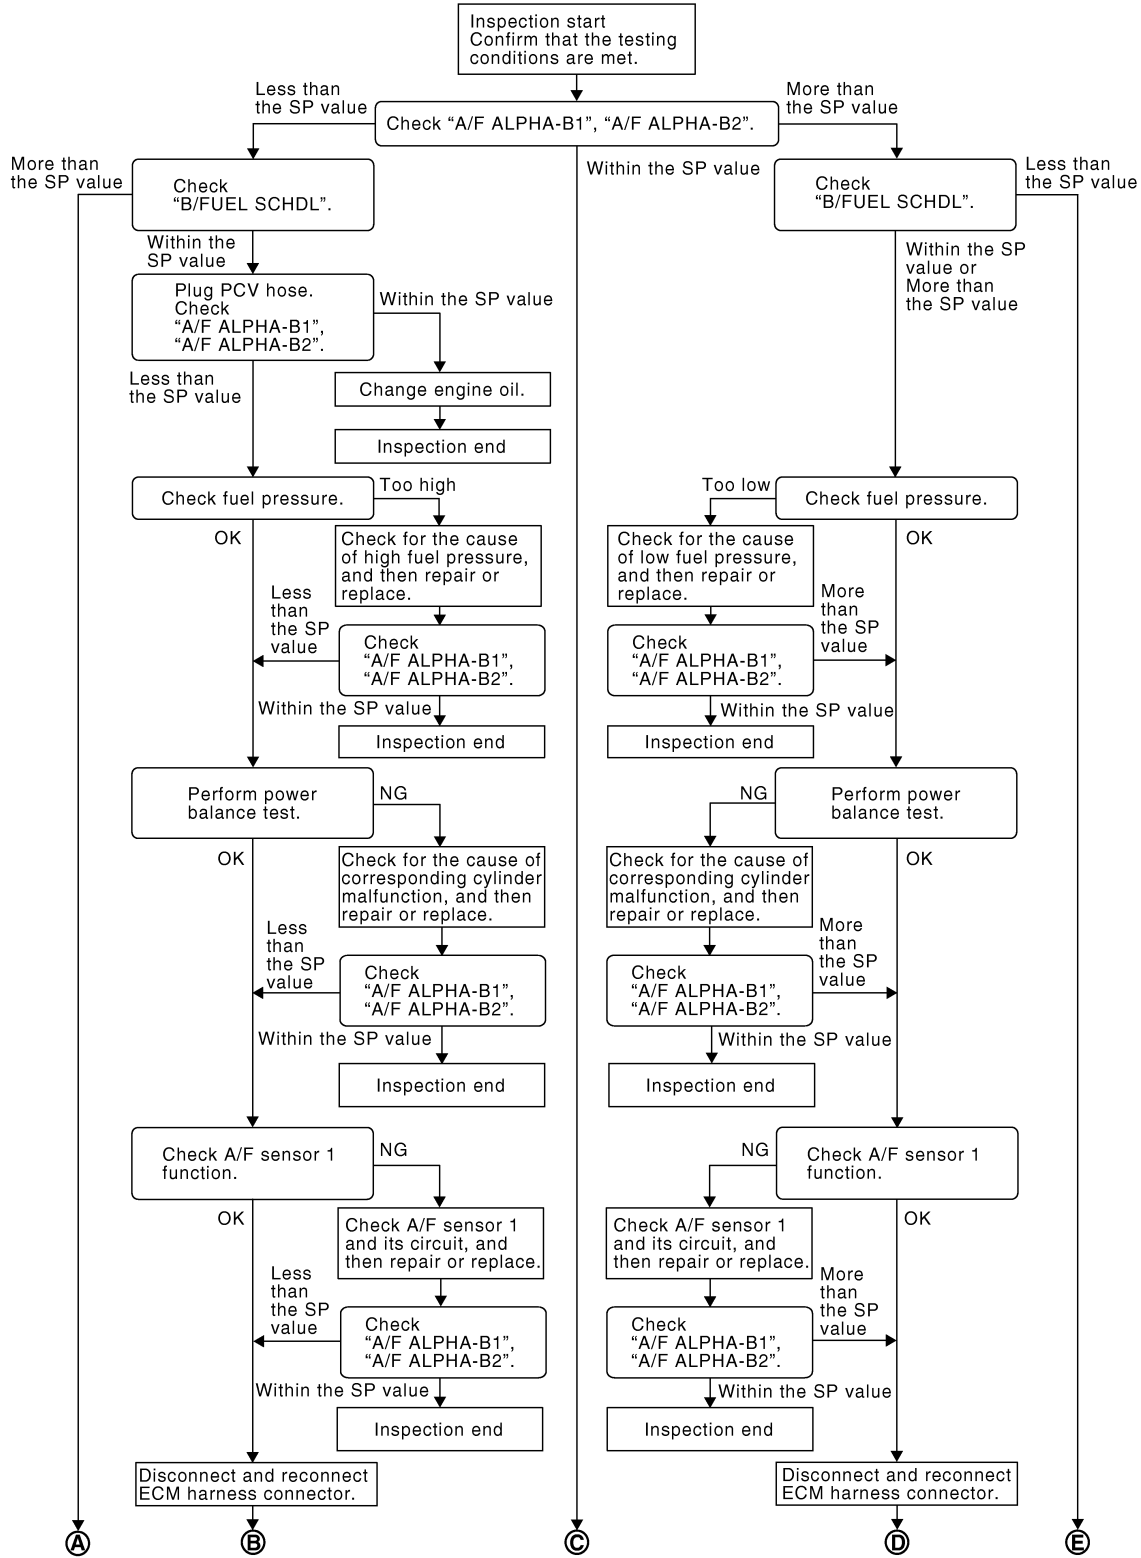 Inspection start
Confirm that the testing
conditions are met.
Less than
the SP value
More than
the SP value
Check “A/F ALPHA-B1”, “A/F ALPHA-B2”.
More than
the SP value
Check
“B/FUEL SCHDL”.
Within the SP value
Check
“B/FUEL SCHDL”.
Less than
the SP value
Within the
SP value
Within the SP
value or
More than
the SP value
Plug PCV hose.
Check
“A/F ALPHA-B1”,
“A/F ALPHA-B2”.
Within the SP value
Less than
the SP value
Change engine oil.
Inspection end
Check fuel pressure.
Too high
Too low
Check fuel pressure.
OK
Check for the cause
of high fuel pressure,
and then repair or
replace.
Check for the cause
of low fuel pressure,
and then repair or
replace.
OK
Less
than
the SP
value
Check
“A/F ALPHA-B1”,
“A/F ALPHA-B2”.
Check
“A/F ALPHA-B1”,
“A/F ALPHA-B2”.
More
than
the SP
value
Within the SP value
Within the SP value
Inspection end
Inspection end
Perform power
balance test.
NG
NG
Perform power
balance test.
OK
Check for the cause of
corresponding cylinder
malfunction, and then
repair or replace.
Check for the cause of
corresponding cylinder
malfunction, and then
repair or replace.
OK
Less
than
the SP
value
Check
“A/F ALPHA-B1”,
“A/F ALPHA-B2”.
Check
“A/F ALPHA-B1”,
“A/F ALPHA-B2”.
More
than
the SP
value
Within the SP value
Within the SP value
Inspection end
Inspection end
Check A/F sensor 1
function.
NG
NG
Check A/F sensor 1
function.
OK
Check A/F sensor 1
and its circuit, and
then repair or replace.
Check A/F sensor 1
and its circuit, and
then repair or replace.
OK
Less
than
the SP
value
Check
“A/F ALPHA-B1”,
“A/F ALPHA-B2”.
Check
“A/F ALPHA-B1”,
“A/F ALPHA-B2”.
More
than
the SP
value
Within the SP value
Within the SP value
Inspection end
Inspection end
Disconnect and reconnect
ECM harness connector.
Disconnect and reconnect
ECM harness connector.
A
B
C
D
E